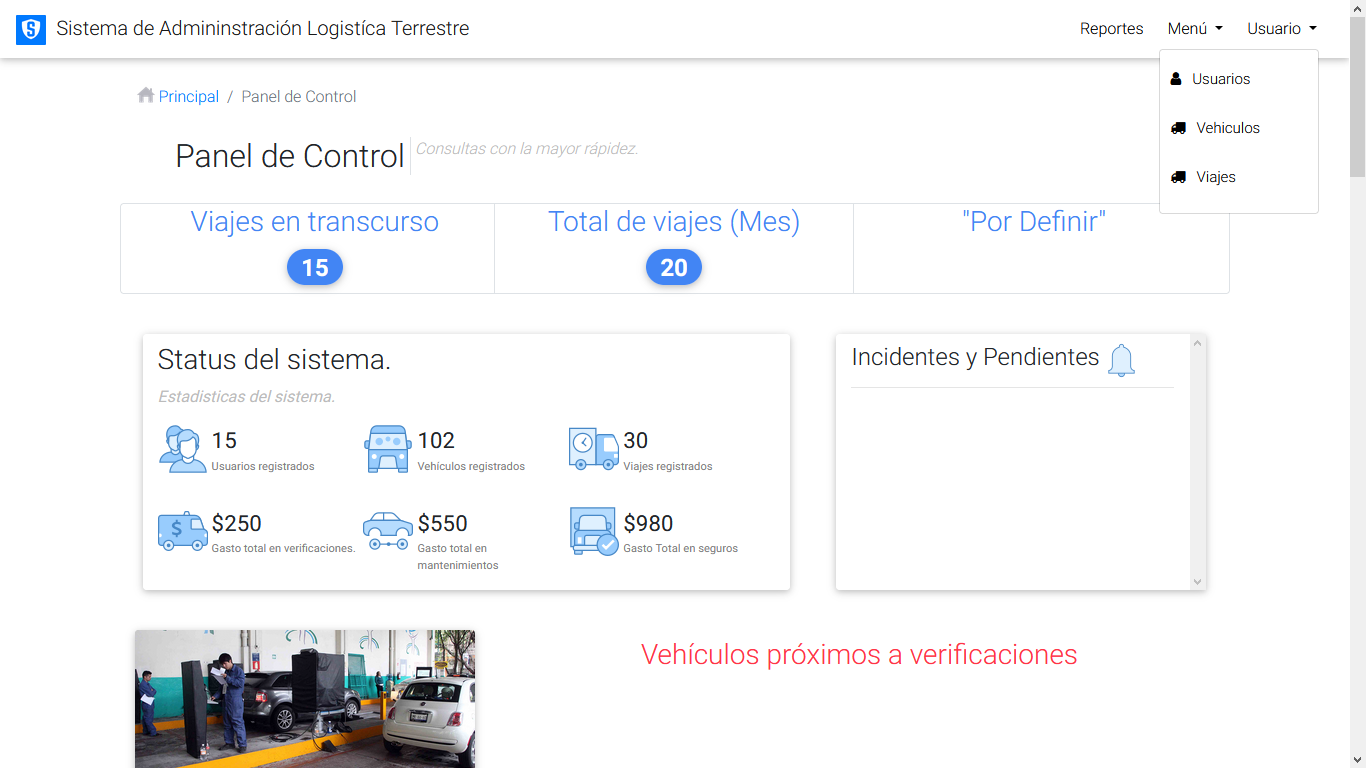 Sistema de Admininstración Logistíca Terrestre
Reportes
Menú
Usuario
Usuarios
Vehiculos
Viajes
Principal / Panel de Control
Panel de Control
Consultas con la mayor rápidez.
Viajes en transcurso
15
Total de viajes (Mes)
20
"Por Definir"
Status del sistema.
Estadisticas del sistema.
15
Usuarios registrados
102
Vehículos registrados
30
Viajes registrados
$250
Gasto total en verificaciones.
$550
Gasto total en
mantenimientos
$980
Gasto Total en seguros
Incidentes y Pendientes
Vehículos próximos a verificaciones